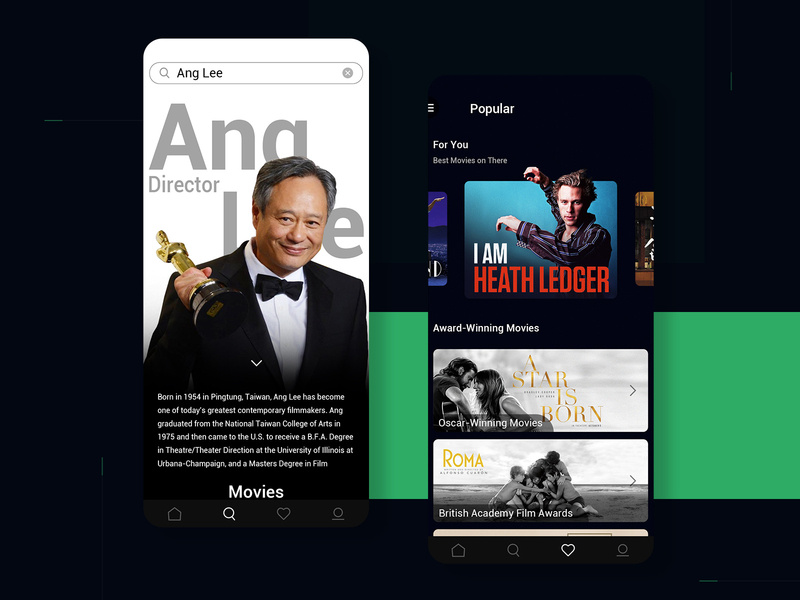 Ang Lee
Ang
Director
Lee
Born in 1954 in Pingtung, Taiwan, Ang Lee has become
one of today's greatest contemporary filmmakers. Ang
graduated from the National Taiwan College of Arts in
1975 and then came to the U.S. to receive a B.F.A. Degree
in Theatre/Theater Direction at the University of Illinois at
Urbana-Champaign, and a Masters Degree in Film
Movies
Popular
For You
Best Movies on There
I AM
HEATH LEDGER
Award-Winning Movies
A
STAR
IS
BORN
Oscar-Winning Movies
ROMA
ALFONSO CUARÓN
British Academy Film Awards